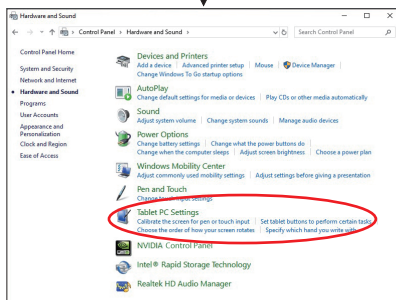 Hardware and Sound
Control Panel > Hardware and Sound >
Search Control Panel
Control Panel Home
System and Security
Network and Internet
Hardware and Sound
Programs
User Accounts
Appearance and
Personalization
Clock and Region
Ease of Access
Devices and Printers
Add a device | Advanced printer setup | Mouse | Device Manager |
Change Windows To Go startup options
AutoPlay
Change default settings for media or devices | Play CDs or other media automatically
Sound
Adjust system volume | Change system sounds | Manage audio devices
Power Options
Change battery settings | Change what the power buttons do |
Change when the computer sleeps | Adjust screen brightness | Choose a power plan
Windows Mobility Center
Adjust commonly used mobility settings | Adjust settings before giving a presentation
Pen and Touch
Change touch input settings
Tablet PC Settings
Calibrate the screen for pen or touch input | Set tablet buttons to perform certain tasks
Choose the order of how your screen rotates | Specify which hand you write with
NVIDIA Control Panel
Intel® Rapid Storage Technology
Realtek HD Audio Manager